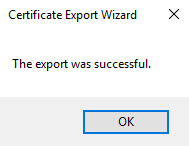 Certificate Export Wizard
The export was successful.
OK